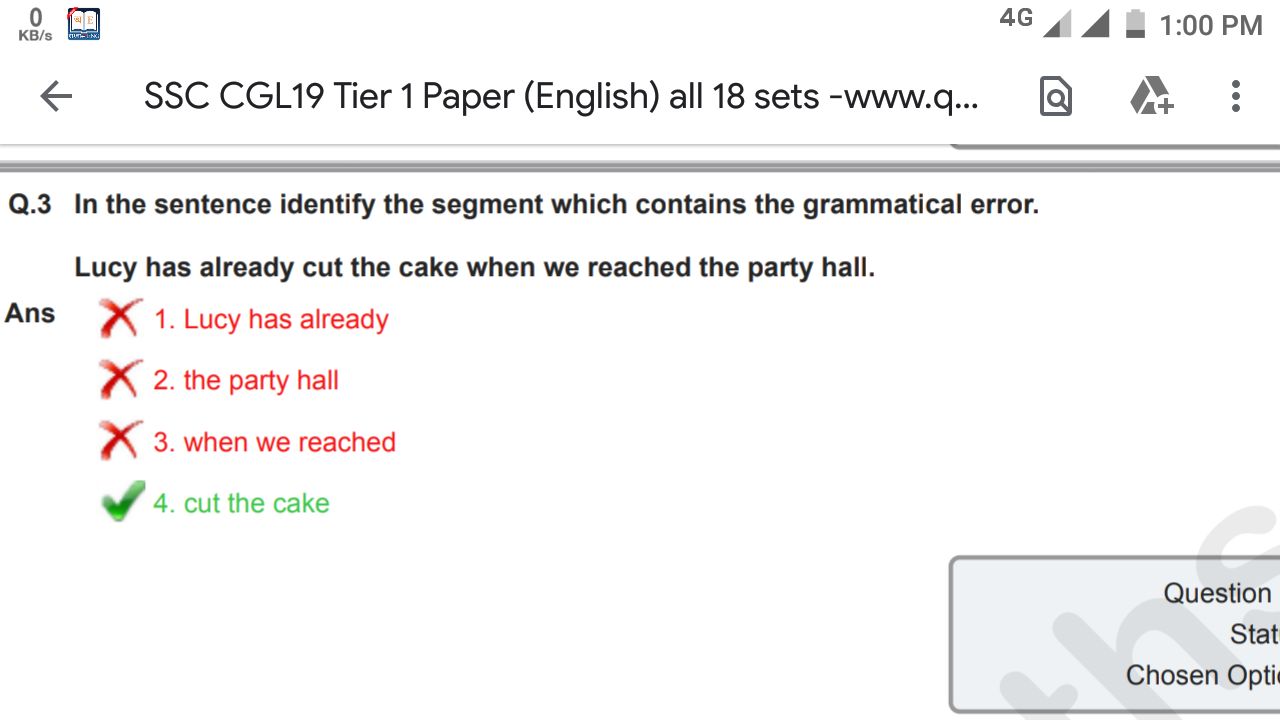 0
KB/s
4G
1:00 PM
SSC CGL19 Tier 1 Paper (English) all 18 sets -www.q...
Q.3 In the sentence identify the segment which contains the grammatical error.
Lucy has already cut the cake when we reached the party hall.
Ans
1. Lucy has already
2. the party hall
3. when we reached
4. cut the cake
Question
Stat
Chosen Opti
ths